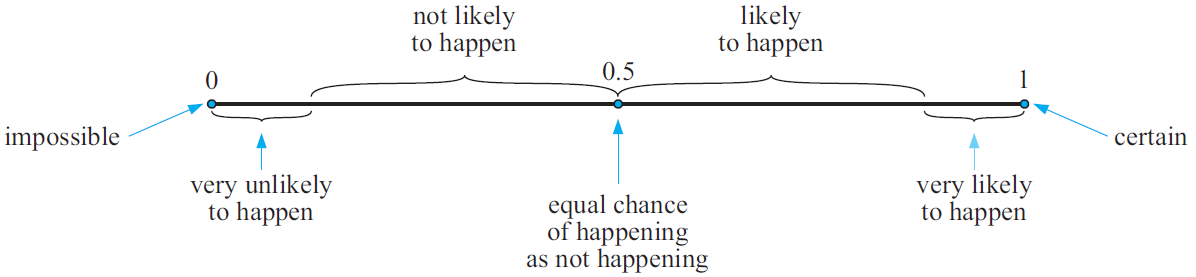 not likely
to happen
likely
to happen
0
0.5
1
impossible
certain
very unlikely
to happen
equal chance
of happening
as not happening
very likely
to happen